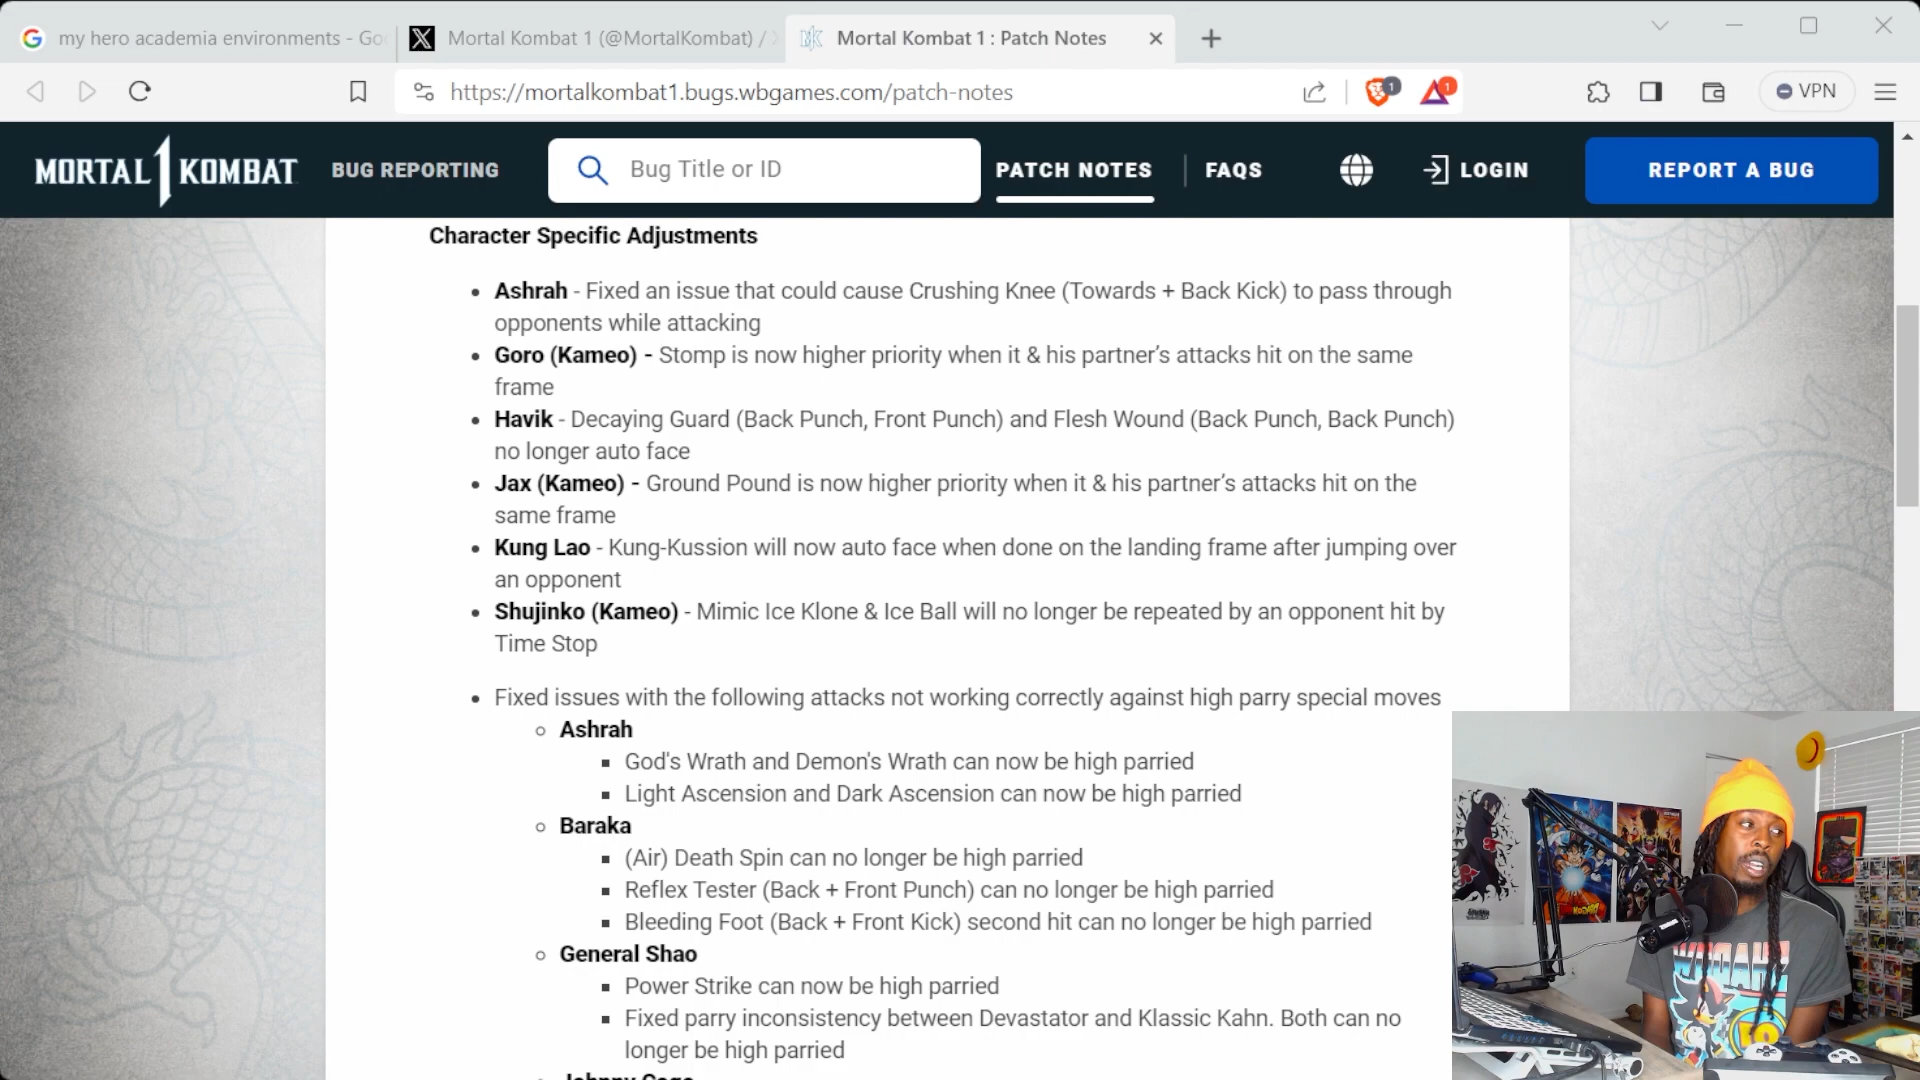 my hero academia environments - Go
Mortal Kombat 1 (@MortalKombat) /
Mortal Kombat 1 : Patch Notes
https://mortalkombat1.bugs.wbgames.com/patch-notes
1
1
VPN
MORTAL 1 KOMBAT
BUG REPORTING
Bug Title or ID
PATCH NOTES
FAQS
LOGIN
REPORT A BUG
Character Specific Adjustments
Ashrah - Fixed an issue that could cause Crushing Knee (Towards + Back Kick) to pass through
opponents while attacking
Goro (Kameo) - Stomp is now higher priority when it & his partner's attacks hit on the same
frame
Havik - Decaying Guard (Back Punch, Front Punch) and Flesh Wound (Back Punch, Back Punch)
no longer auto face
Jax (Kameo) - Ground Pound is now higher priority when it & his partner's attacks hit on the
same frame
Kung Lao - Kung-Kussion will now auto face when done on the landing frame after jumping over
an opponent
Shujinko (Kameo) - Mimic Ice Klone & Ice Ball will no longer be repeated by an opponent hit by
Time Stop
Fixed issues with the following attacks not working correctly against high parry special moves
Ashrah
God's Wrath and Demon's Wrath can now be high parried
Light Ascension and Dark Ascension can now be high parried
Baraka
(Air) Death Spin can no longer be high parried
Reflex Tester (Back + Front Punch) can no longer be high parried
Bleeding Foot (Back + Front Kick) second hit can no longer be high parried
General Shao
Power Strike can now be high parried
Fixed parry inconsistency between Devastator and Klassic Kahn. Both can no
longer be high parried
Johnny Cage